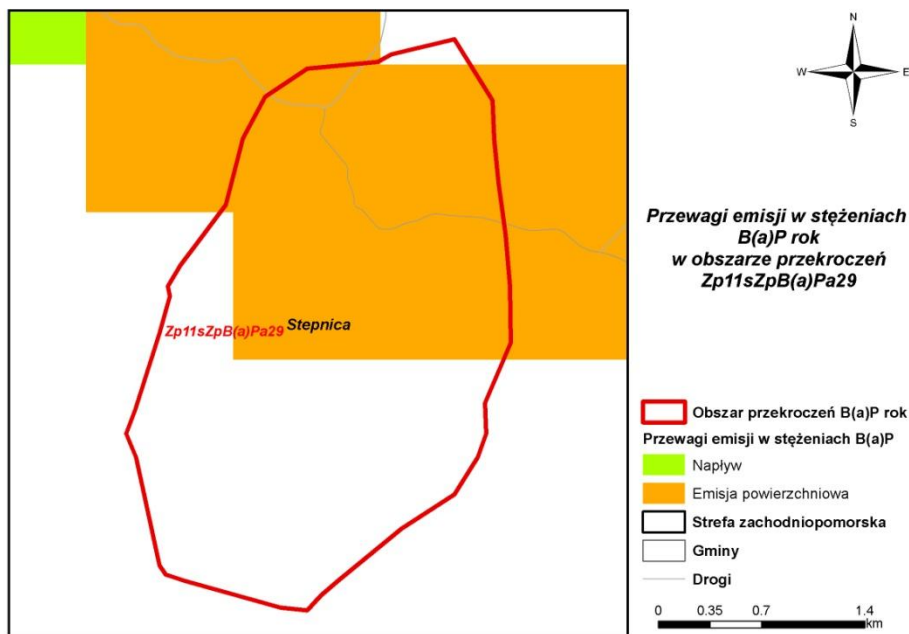 N
W E
S
Przewagi emisji w stężeniach
B(a)P rok
w obszarze przekroczeń
Zp11sZpB(a)Pa29
Zp11sZpB(a)Pa29 Stepnica
Obszar przekroczeń B(a)P rok
Przewagi emisji w stężeniach B(a)P
Napływ
Emisja powierzchniowa
Strefa zachodniopomorska
Gminy
Drogi
0 0.35 0.7 1.4
km